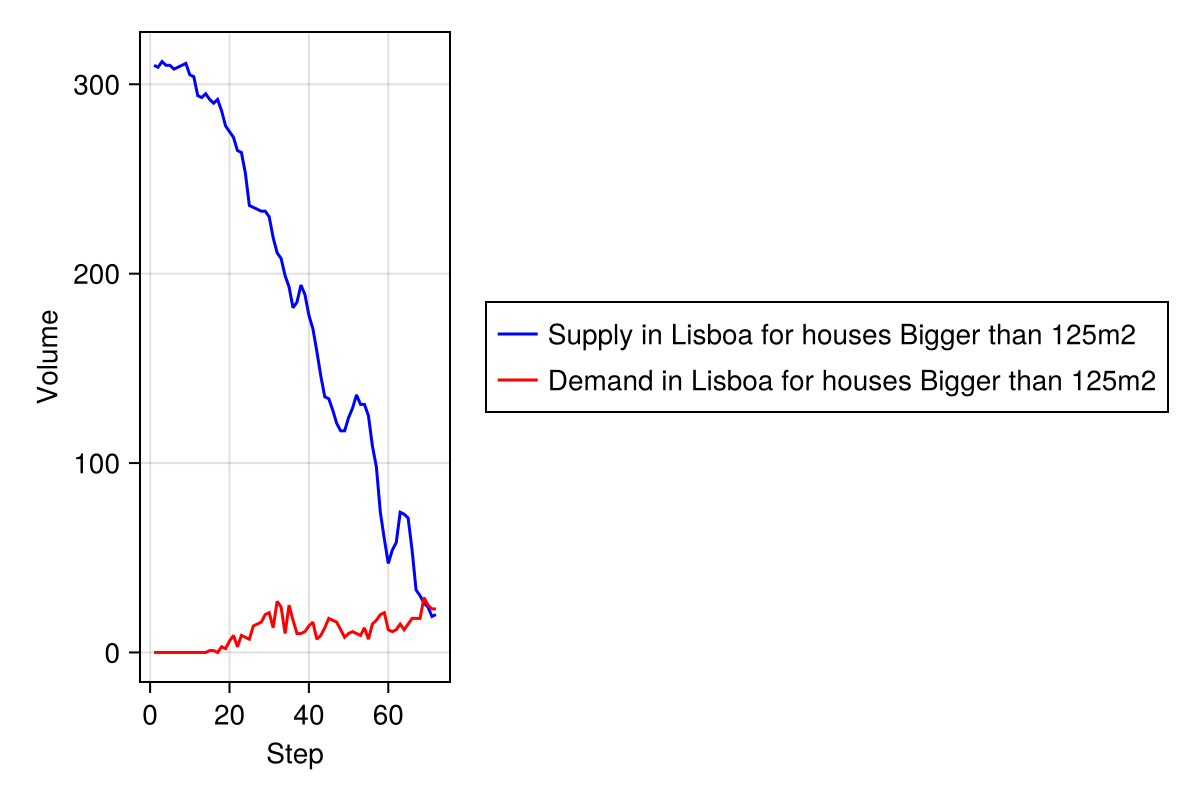 300
200
100
0
Volume
0 20 40 60
Step
Supply in Lisboa for houses Bigger than 125m2
Demand in Lisboa for houses Bigger than 125m2